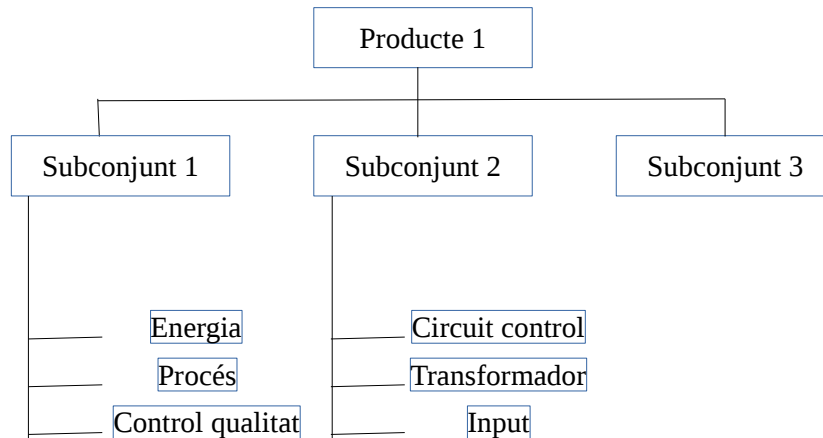 Producte 1
Subconjunt 1
Subconjunt 2
Subconjunt 3
Energia
Circuit control
Procés
Transformador
Control qualitat
Input